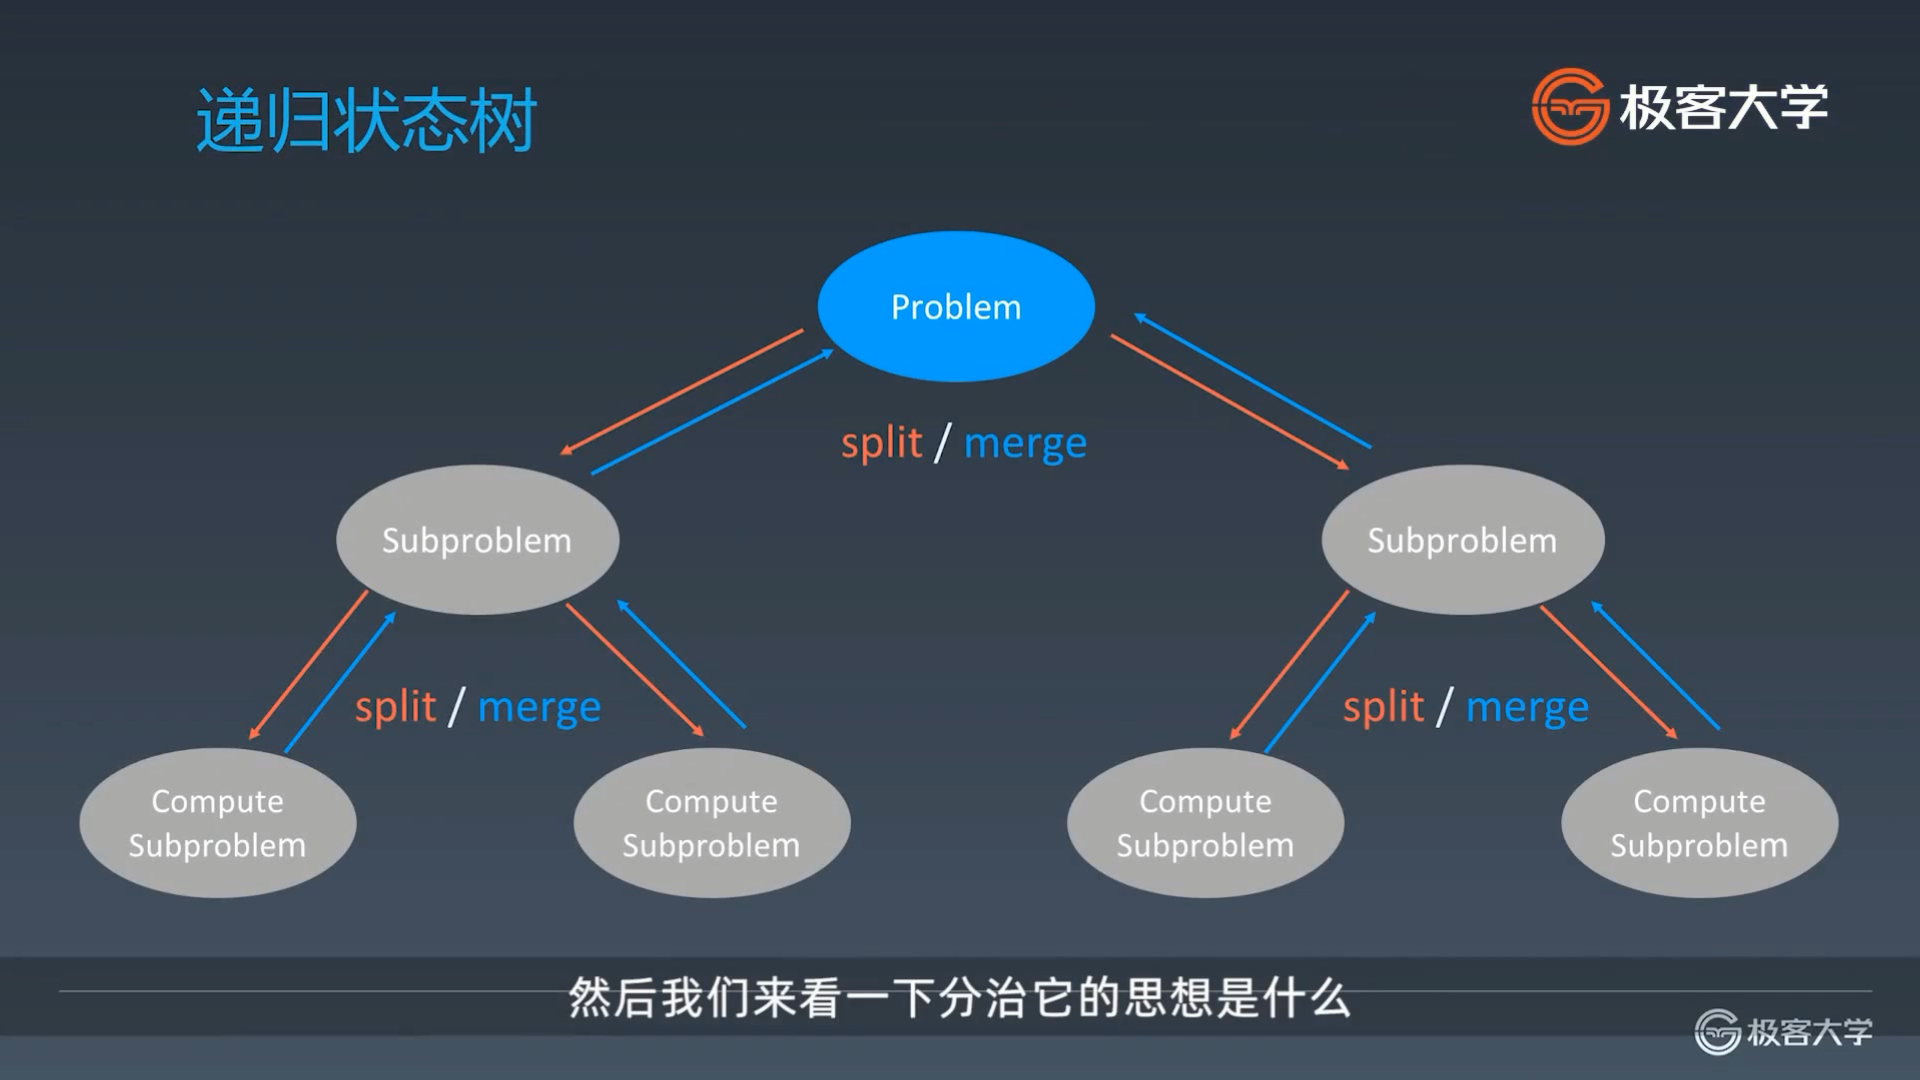 递归状态树
极客大学
Problem
split / merge
Subproblem
Subproblem
split / merge
split / merge
Compute
Subproblem
Compute
Subproblem
Compute
Subproblem
Compute
Subproblem
然后我们来看一下分治它的思想是什么
极客大学